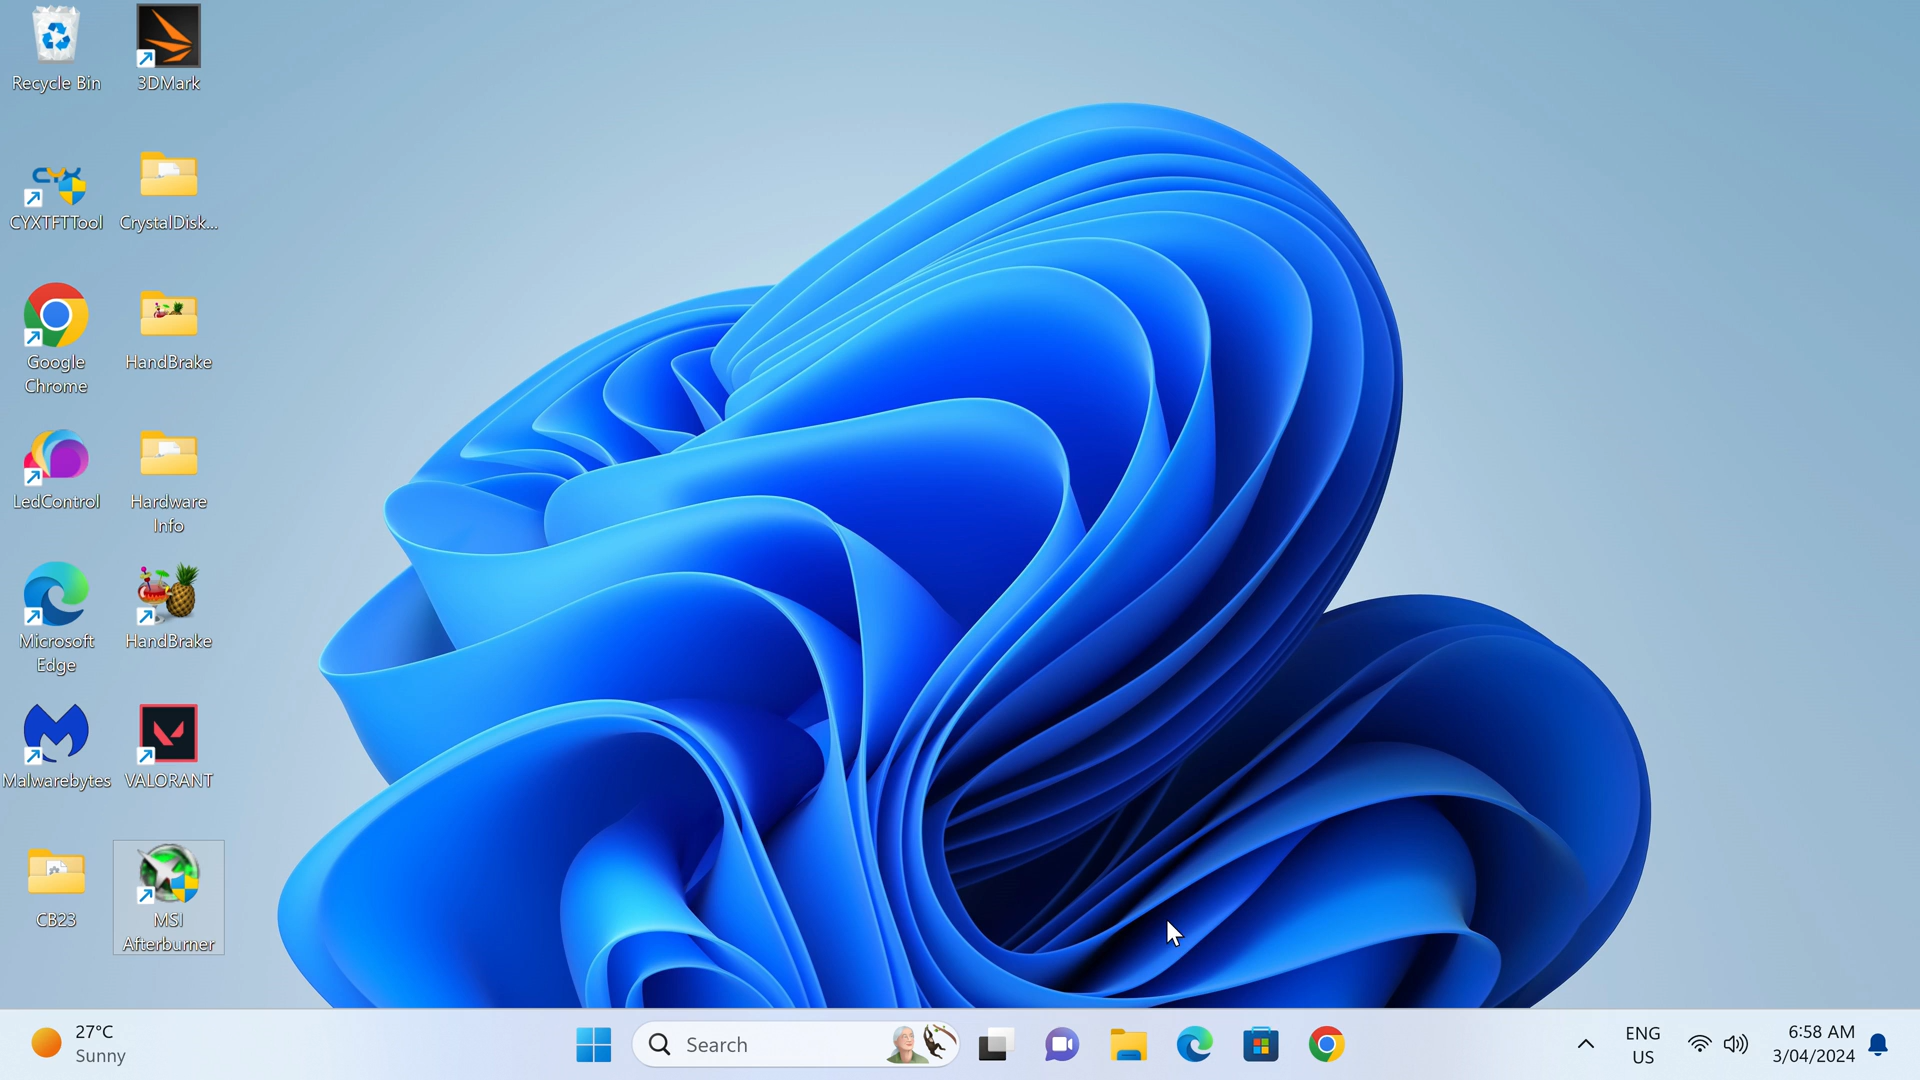 Recycle Bin
3DMark
CYX
CYXTFTTool
CrystalDisk...
Google
Chrome
HandBrake
LedControl
Hardware
Info
Microsoft
Edge
HandBrake
Malwarebytes
VALORANT
CB23
MSI
Afterburner
27°C
Sunny
Search
ENG
US
6:58 AM
3/04/2024